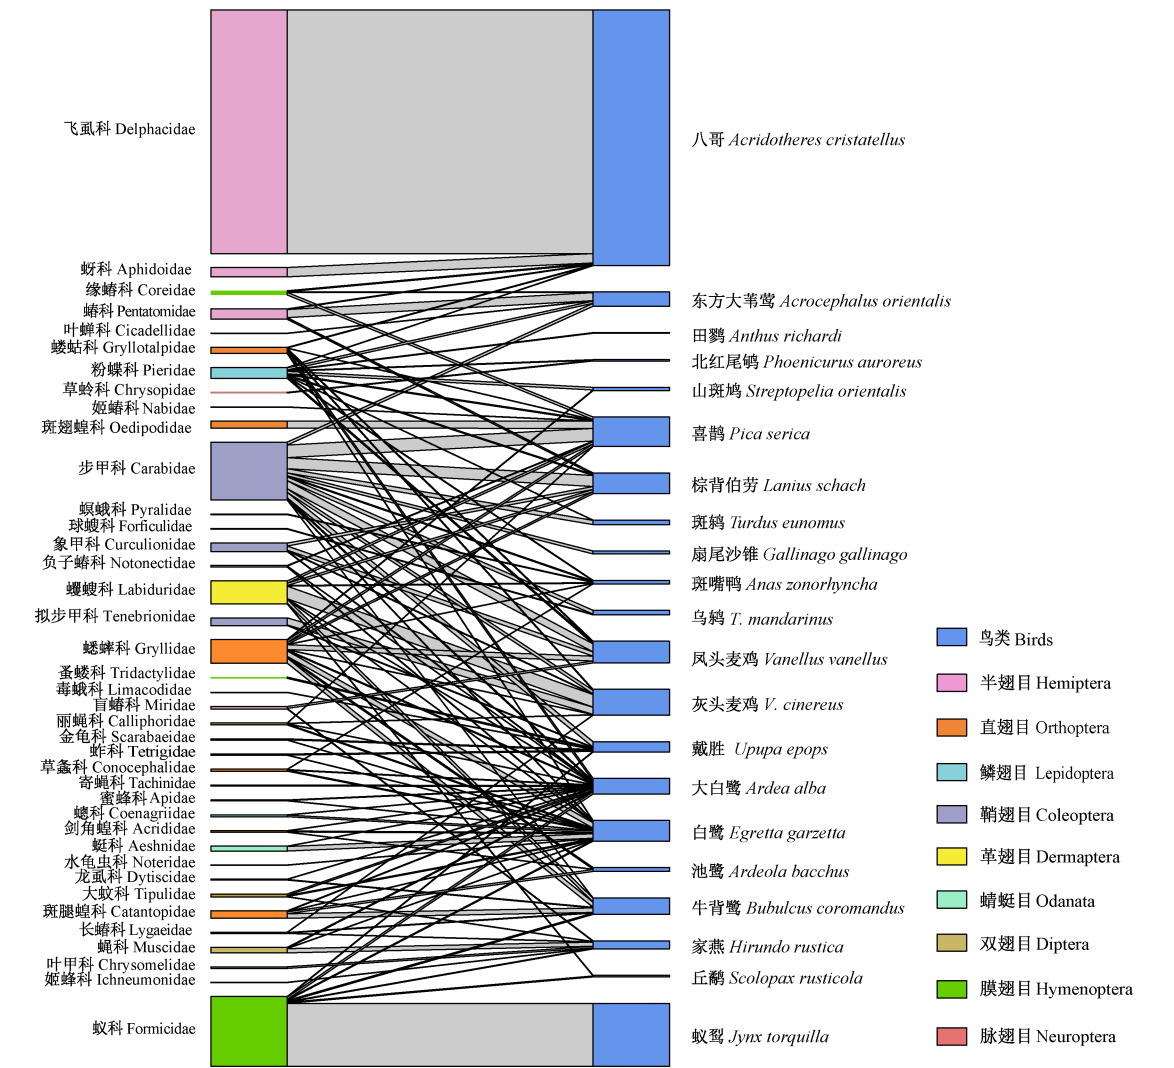 飞虱科 Delphacidae
蚜科 Aphidoidae
缘蝽科 Coreidae
蝽科 Pentatomidae
叶蝉科 Cicadellidae
蝼蛄科 Gryllotalpidae
粉蝶科 Pieridae
草蛉科 Chrysopidae
姬蝽科 Nabidae
斑翅蝗科 Oedipodidae
步甲科 Carabidae
螟蛾科 Pyralidae
球螋科 Forficulidae
象甲科 Curculionidae
负子蝽科 Notonectidae
蠼螋科 Labiduridae
拟步甲科 Tenebrionidae
蟋蟀科 Gryllidae
蚤蝼科 Tridactylidae
毒蛾科 Limacodidae
盲蝽科 Miridae
丽蝇科 Calliphoridae
金龟科 Scarabaeidae
蚱科 Tetrigidae
草螽科 Conocephalidae
寄蝇科 Tachinidae
蜜蜂科 Apidae
蟌科 Coenagriidae
剑角蝗科 Acrididae
蜓科 Aeshnidae
水龟虫科 Noteridae
龙虱科 Dytiscidae
大蚊科 Tipulidae
斑腿蝗科 Catantopidae
长蝽科 Lygaeidae
蝇科 Muscidae
叶甲科 Chrysomelidae
姬蜂科 Ichneumonidae
蚁科 Formicidae
八哥 Acridotheres cristatellus
东方大苇莺 Acrocephalus orientalis
田鹨 Anthus richardi
北红尾鸲 Phoenicurus auroreus
山斑鸠 Streptopelia orientalis
喜鹊 Pica serica
棕背伯劳 Lanius schach
斑鸫 Turdus eunomus
扇尾沙锥 Gallinago gallinago
斑嘴鸭 Anas zonorhyncha
乌鸫 T. mandarinus
凤头麦鸡 Vanellus vanellus
灰头麦鸡 V. cinereus
戴胜 Upupa epops
大白鹭 Ardea alba
白鹭 Egretta garzetta
池鹭 Ardeola bacchus
牛背鹭 Bubulcus coromandus
家燕 Hirundo rustica
丘鹬 Scolopax rusticola
蚁䴕 Jynx torquilla
鸟类 Birds
半翅目 Hemiptera
直翅目 Orthoptera
鳞翅目 Lepidoptera
鞘翅目 Coleoptera
革翅目 Dermaptera
蜻蜓目 Odanata
双翅目 Diptera
膜翅目 Hymenoptera
脉翅目 Neuroptera